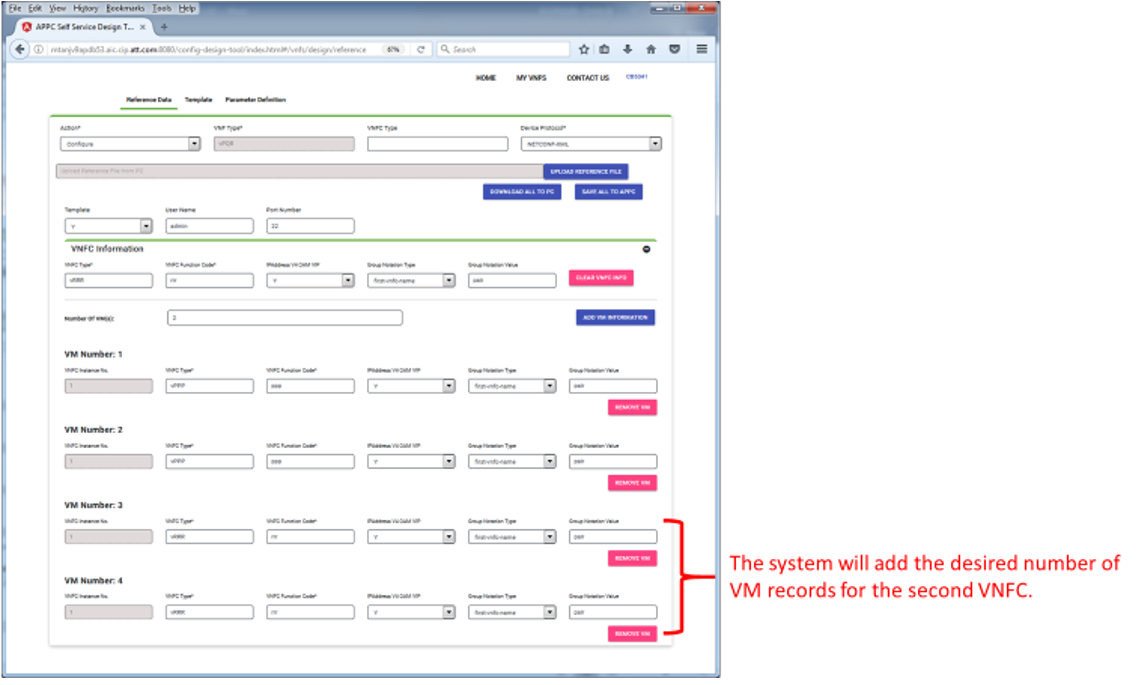 File Edit View History Bookmarks Tools Help
APPC Self Service Design T... × +
mtanjv9apdb53.aic.cip.att.com:8080/config-design-tool/index.html#/vnfs/design/reference 67% Search
HOME MY VNFS CONTACT US
Reference Data Template Parameter Definition
Action* VNF Type* VNFC Type Device Protocol*
Configure NETCONF-XML
Upload Reference File from PC UPLOAD REFERENCE FILE
DOWNLOAD ALL TO PC SAVE ALL TO APPC
Template User Name Port Number
Y admin 22
VNFC Information
VNFC Type* VNFC Function Code* IPAddress V4 OAM VIP Group Notation Type Group Notation Value
vRRR rrr Y first-vnfc-name pair CLEAR VNFC INFO
Number Of VM(s): 2 ADD VM INFORMATION
VM Number: 1
VNFC Instance No. VNFC Type* VNFC Function Code* IPAddress V4 OAM VIP Group Notation Type Group Notation Value
1 vPPP ppp Y first-vnfc-name pair
REMOVE VM
VM Number: 2
VNFC Instance No. VNFC Type* VNFC Function Code* IPAddress V4 OAM VIP Group Notation Type Group Notation Value
1 vPPP ppp Y first-vnfc-name pair
REMOVE VM
VM Number: 3
VNFC Instance No. VNFC Type* VNFC Function Code* IPAddress V4 OAM VIP Group Notation Type Group Notation Value
1 vRRR rrr Y first-vnfc-name pair
REMOVE VM
The system will add the desired number of
VM records for the second VNFC.
VM Number: 4
VNFC Instance No. VNFC Type* VNFC Function Code* IPAddress V4 OAM VIP Group Notation Type Group Notation Value
1 vRRR rrr Y first-vnfc-name pair
REMOVE VM